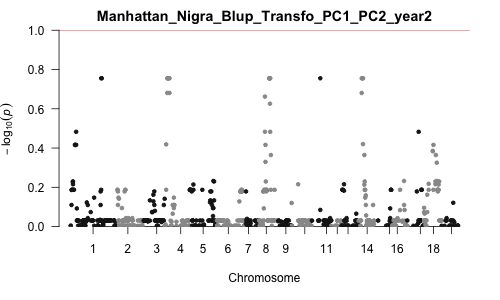 Manhattan_Nigra_Blup_Transfo_PC1_PC2_year2
1.0
0.8
0.6
0.4
0.2
0.0
− log10(p)
1 2 3 4 5 6 7 8 9 11 14 16 18
Chromosome